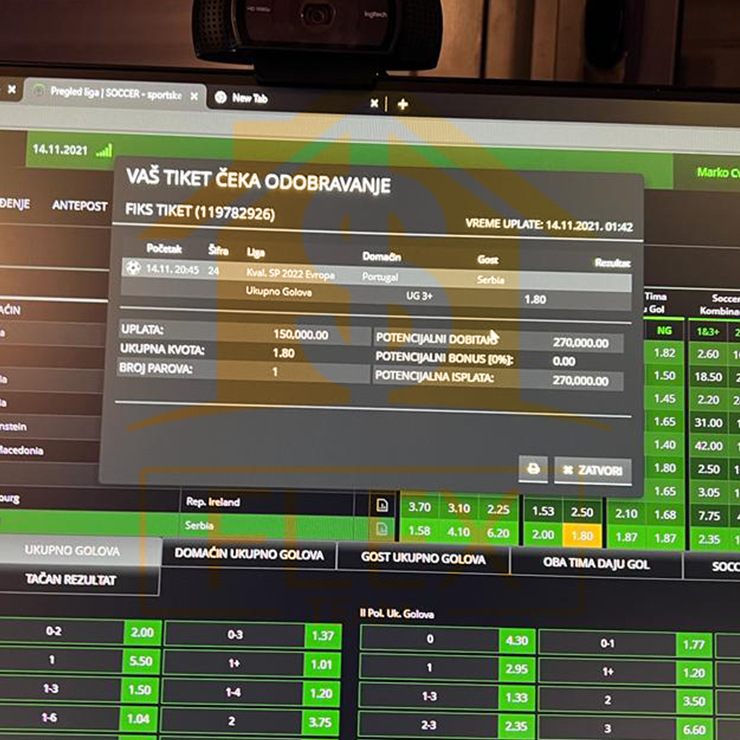 HD 1080p
logitech
Pregled liga | SOCCER - sportske
New Tab
14.11.2021
Marko Cv
VAŠ TIKET ČEKA ODOBRAVANJE
ĐENJE
ANTEPOST
FIKS TIKET (119782926)
VREME UPLATE: 14.11.2021. 01:42
Početak Šifra Liga Domaćin Gost Rezultat
14.11. 20:45 24 Kval. SP 2022 Evropa Portugal Serbia
Ukupno Golova UG 3+ 1.80
UPLATA: 150,000.00
UKUPNA KVOTA: 1.80
BROJ PAROVA: 1
POTENCIJALNI DOBITAK: 270,000.00
POTENCIJALNI BONUS [0%]: 0.00
POTENCIJALNA ISPLATA: 270,000.00
ZATVORI
AĆIN
Tima
u Gol
Soccer
Kombina
NG 1&3+
1.82 2.60
1.50 18.50
1.45 2.20
1.65 31.00
1.40 42.00
1.80 2.50
1.65 3.05
enstein
Macedonia
burg
Rep. Ireland 3.70 3.10 2.25 1.53 2.50 2.10 1.68 7.75
Serbia 1.58 4.10 6.20 2.00 1.80 1.87 1.87 2.35
UKUPNO GOLOVA DOMAĆIN UKUPNO GOLOVA GOST UKUPNO GOLOVA OBA TIMA DAJU GOL SOCC
TAČAN REZULTAT
II Pol. Uk. Golova
0-2 2.00 0-3 1.37 0 4.30 0-1 1.77
1 5.50 1+ 1.01 1 2.95 1+ 1.20
1-3 1.50 1-4 1.20 1-3 1.33 2 3.50
1-6 1.04 2 3.75 2-3 2.35 3 6.60
FLEX